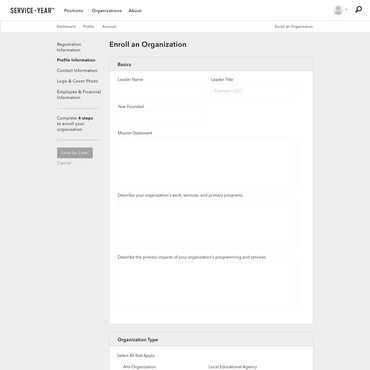 SERVICE·YEAR™ Positions Organizations About
Dashboard Profile Account Enroll an Organization
Registration
Information
Profile Information
Contact Information
Logo & Cover Photo
Employee & Financial
Information
Complete 4 steps
to enroll your
organization
Save for Later
Cancel
Enroll an Organization
Basics
Leader Name Leader Title
Example: CEO
Year Founded
Mission Statement
Describe your organization's work, services, and primary programs
Describe the primary impacts of your organization's programming and services
Organization Type
Select All that Apply
Arts Organization Local Educational Agency